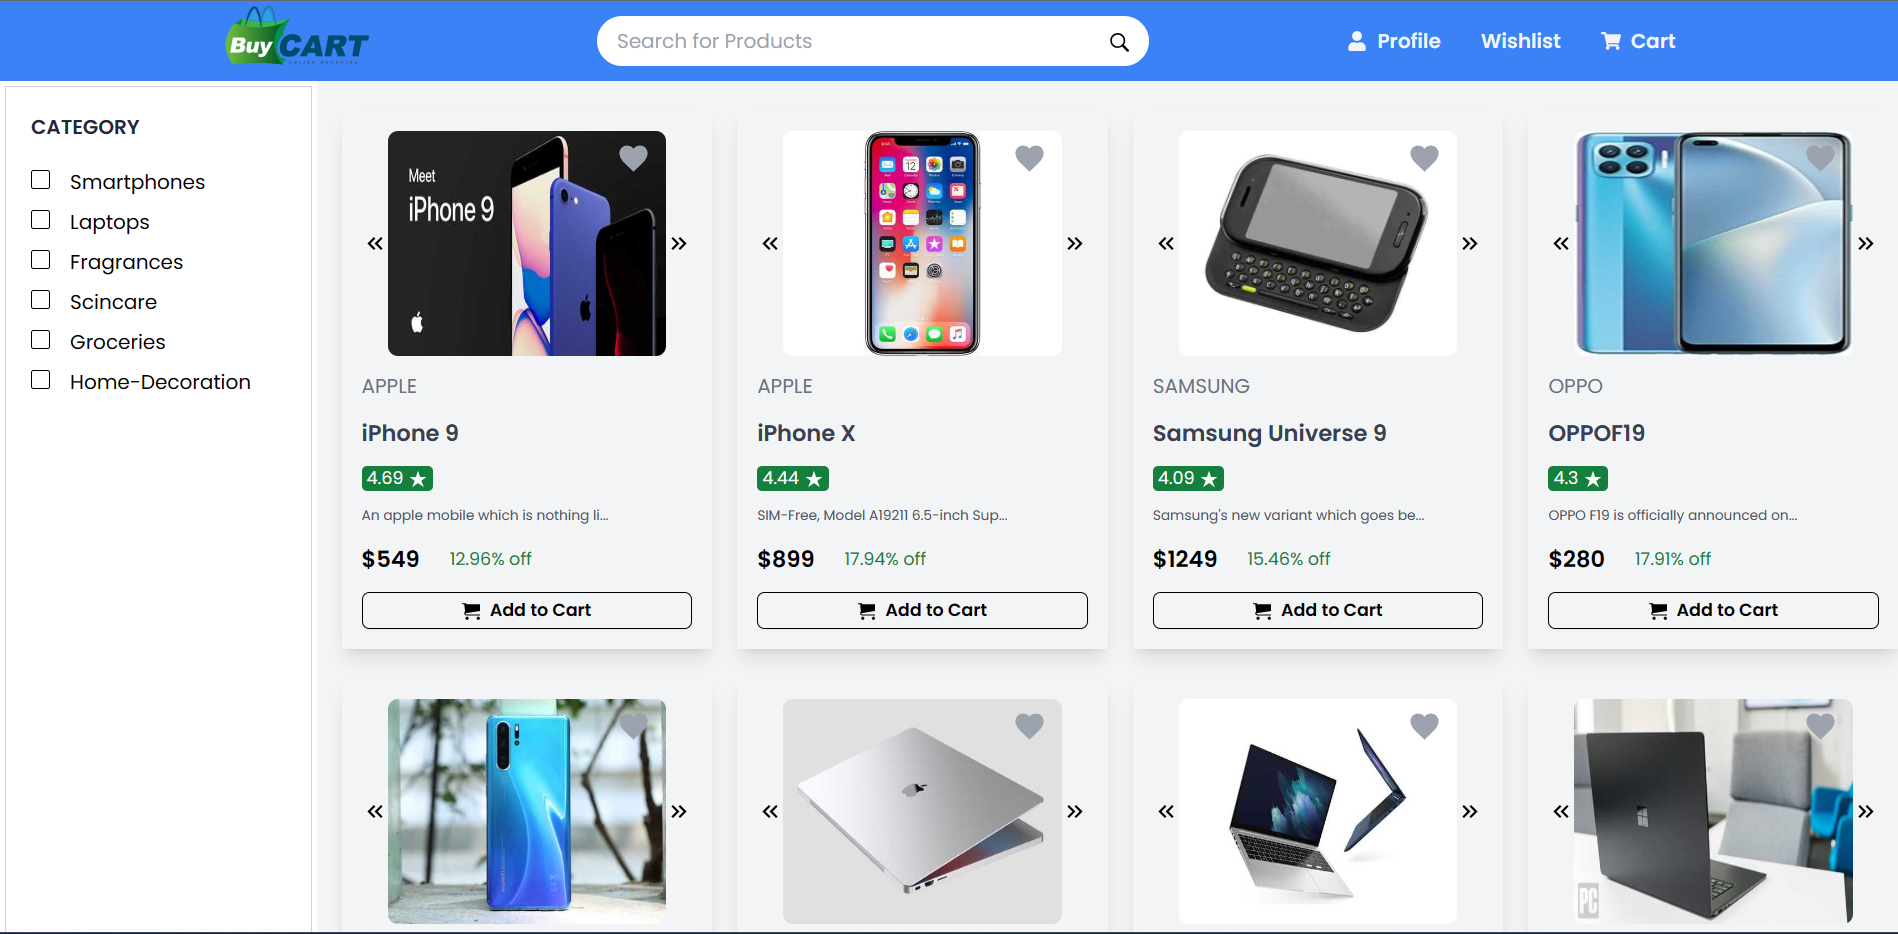 Buy CART
ONLINE SHOPPING
Search for Products
Profile
Wishlist
Cart
CATEGORY
Smartphones
Laptops
Fragrances
Scincare
Groceries
Home-Decoration
Meet
iPhone 9
APPLE
iPhone 9
4.69
An apple mobile which is nothing li...
$549 12.96% off
Add to Cart
APPLE
iPhone X
4.44
SIM-Free, Model A19211 6.5-inch Sup...
$899 17.94% off
Add to Cart
SAMSUNG
Samsung Universe 9
4.09
Samsung's new variant which goes be...
$1249 15.46% off
Add to Cart
OPPO
OPPOF19
4.3
OPPO F19 is officially announced on...
$280 17.91% off
Add to Cart
PC